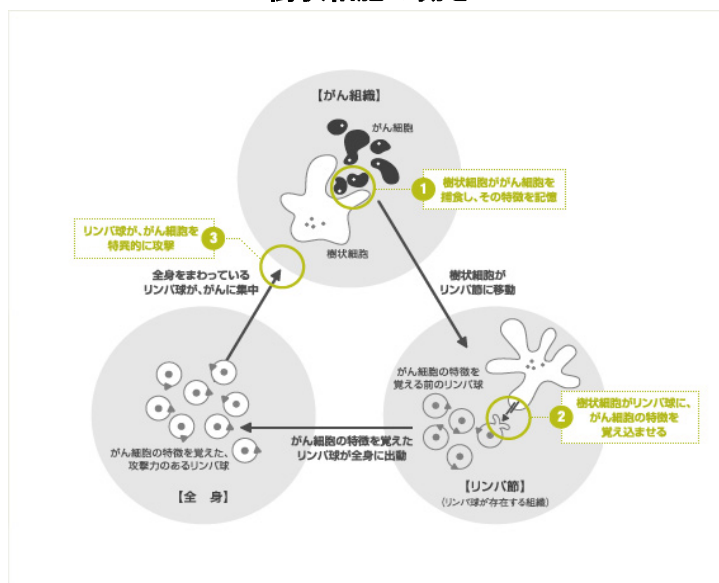 【がん組織】
がん細胞
1
樹状細胞ががん細胞を
捕食し、その特徴を記憶
樹状細胞
リンパ球が、がん細胞を
特異的に攻撃
3
全身をまわっている
リンパ球が、がんに集中
樹状細胞が
リンパ節に移動
がん細胞の特徴を
覚える前のリンパ球
2
樹状細胞がリンパ球に、
がん細胞の特徴を
覚え込ませる
がん細胞の特徴を覚えた
リンパ球が全身に出動
がん細胞の特徴を覚えた、
攻撃力のあるリンパ球
【全 身】
【リンパ節】
(リンパ球が存在する組織)